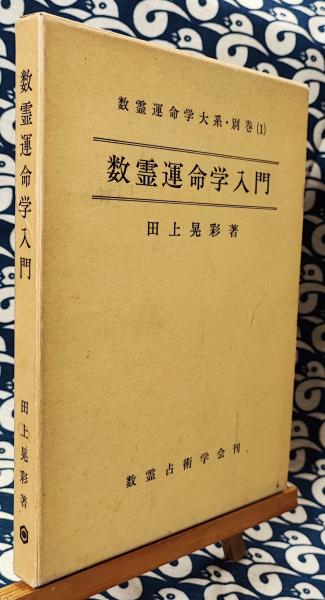 数霊運命学入門
田上晃彩著
数霊運命学大系・別巻(1)
数霊運命学入門
田上晃彩著
数霊占術学会刊